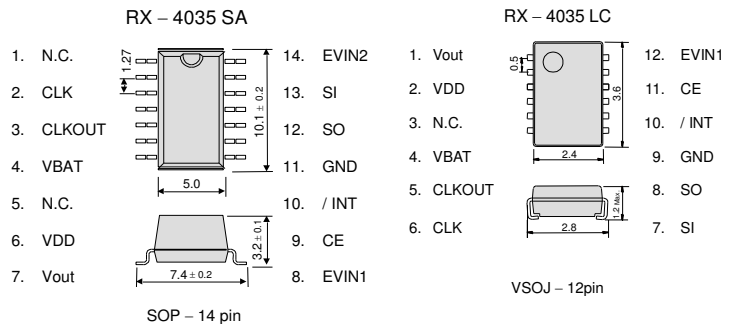 RX – 4035 SA
1. N.C.
2. CLK
3. CLKOUT
4. VBAT
5. N.C.
6. VDD
7. Vout
1.27
10.1 ± 0.2
5.0
3.2 ± 0.1
7.4 ± 0.2
14. EVIN2
13. SI
12. SO
11. GND
10. / INT
9. CE
8. EVIN1
SOP – 14 pin
RX – 4035 LC
1. Vout
2. VDD
3. N.C.
4. VBAT
5. CLKOUT
6. CLK
0.5
3.6
2.4
1.2 Max
2.8
12. EVIN1
11. CE
10. / INT
9. GND
8. SO
7. SI
VSOJ – 12pin